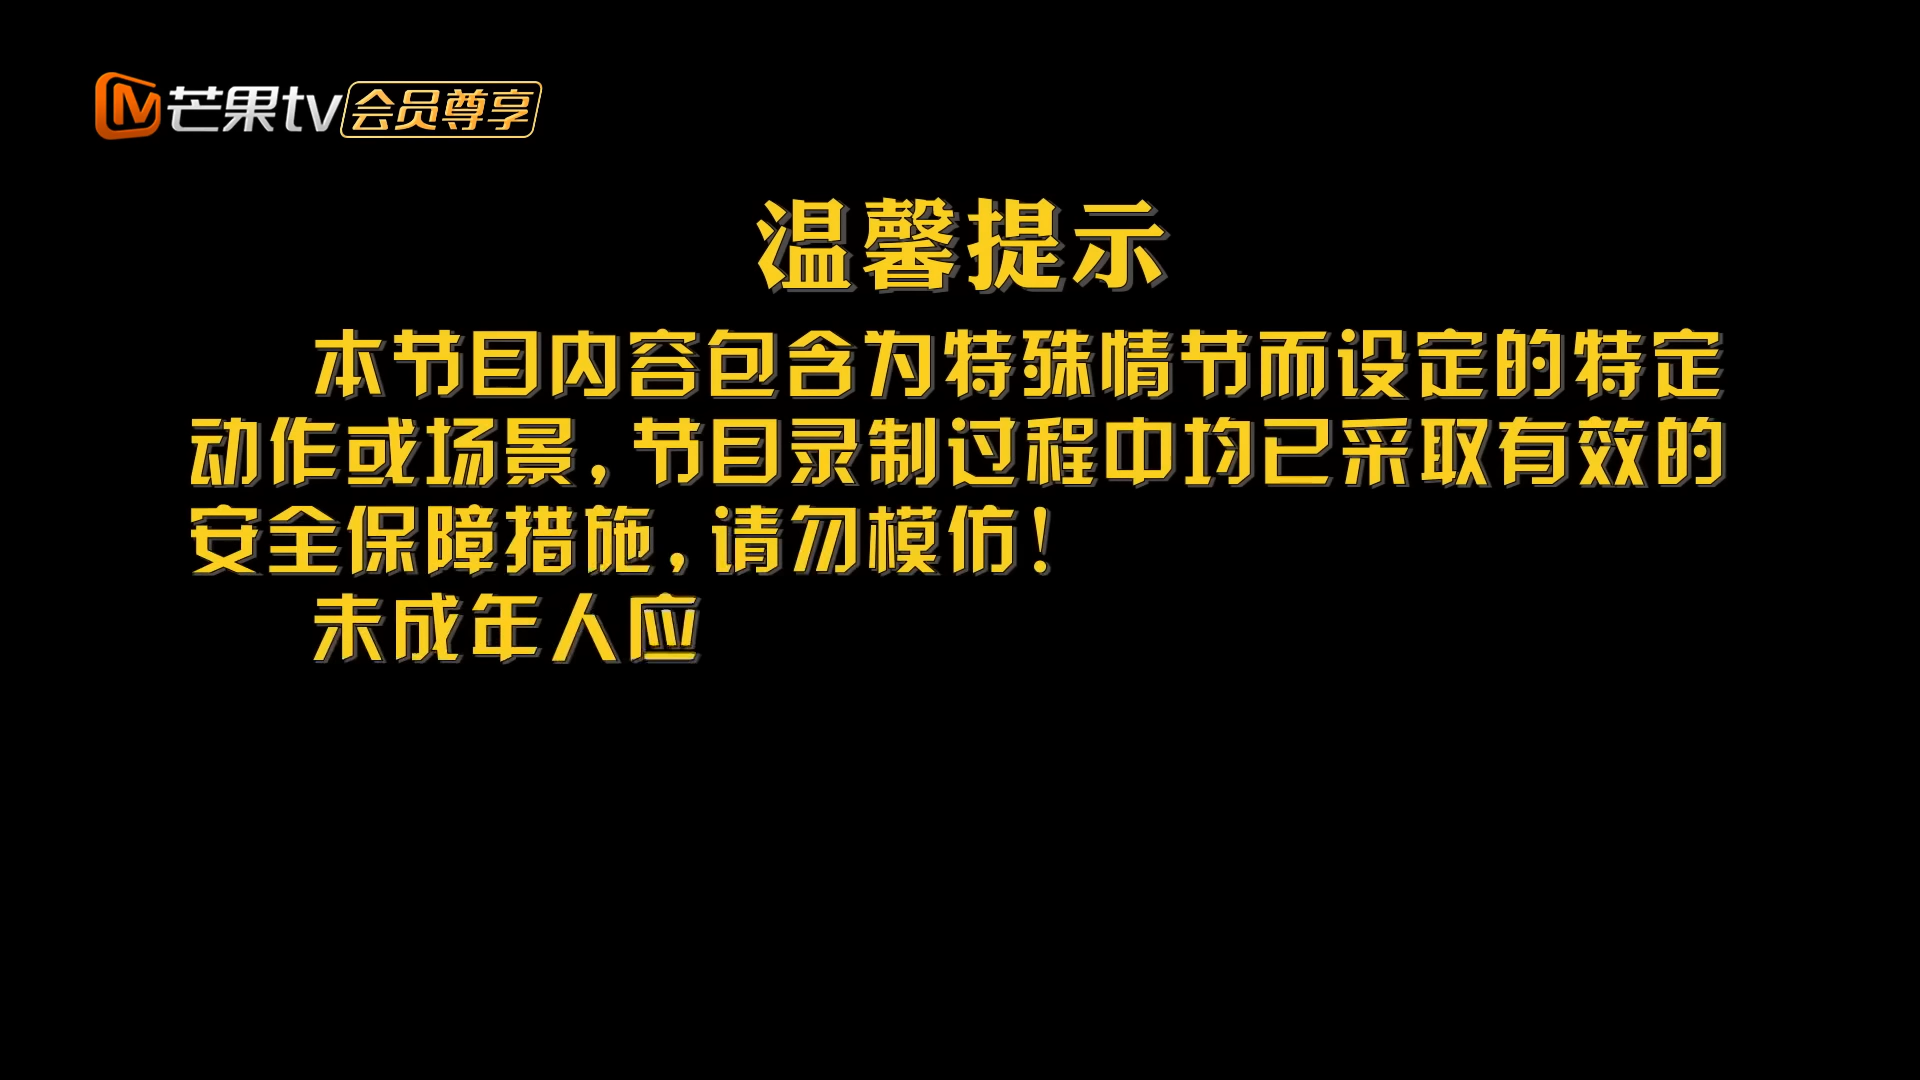 芒果tv会员尊享
温馨提示
本节目内容包含为特殊情节而设定的特定
动作或场景,节目录制过程中均已采取有效的
安全保障措施,请勿模仿!
未成年人应